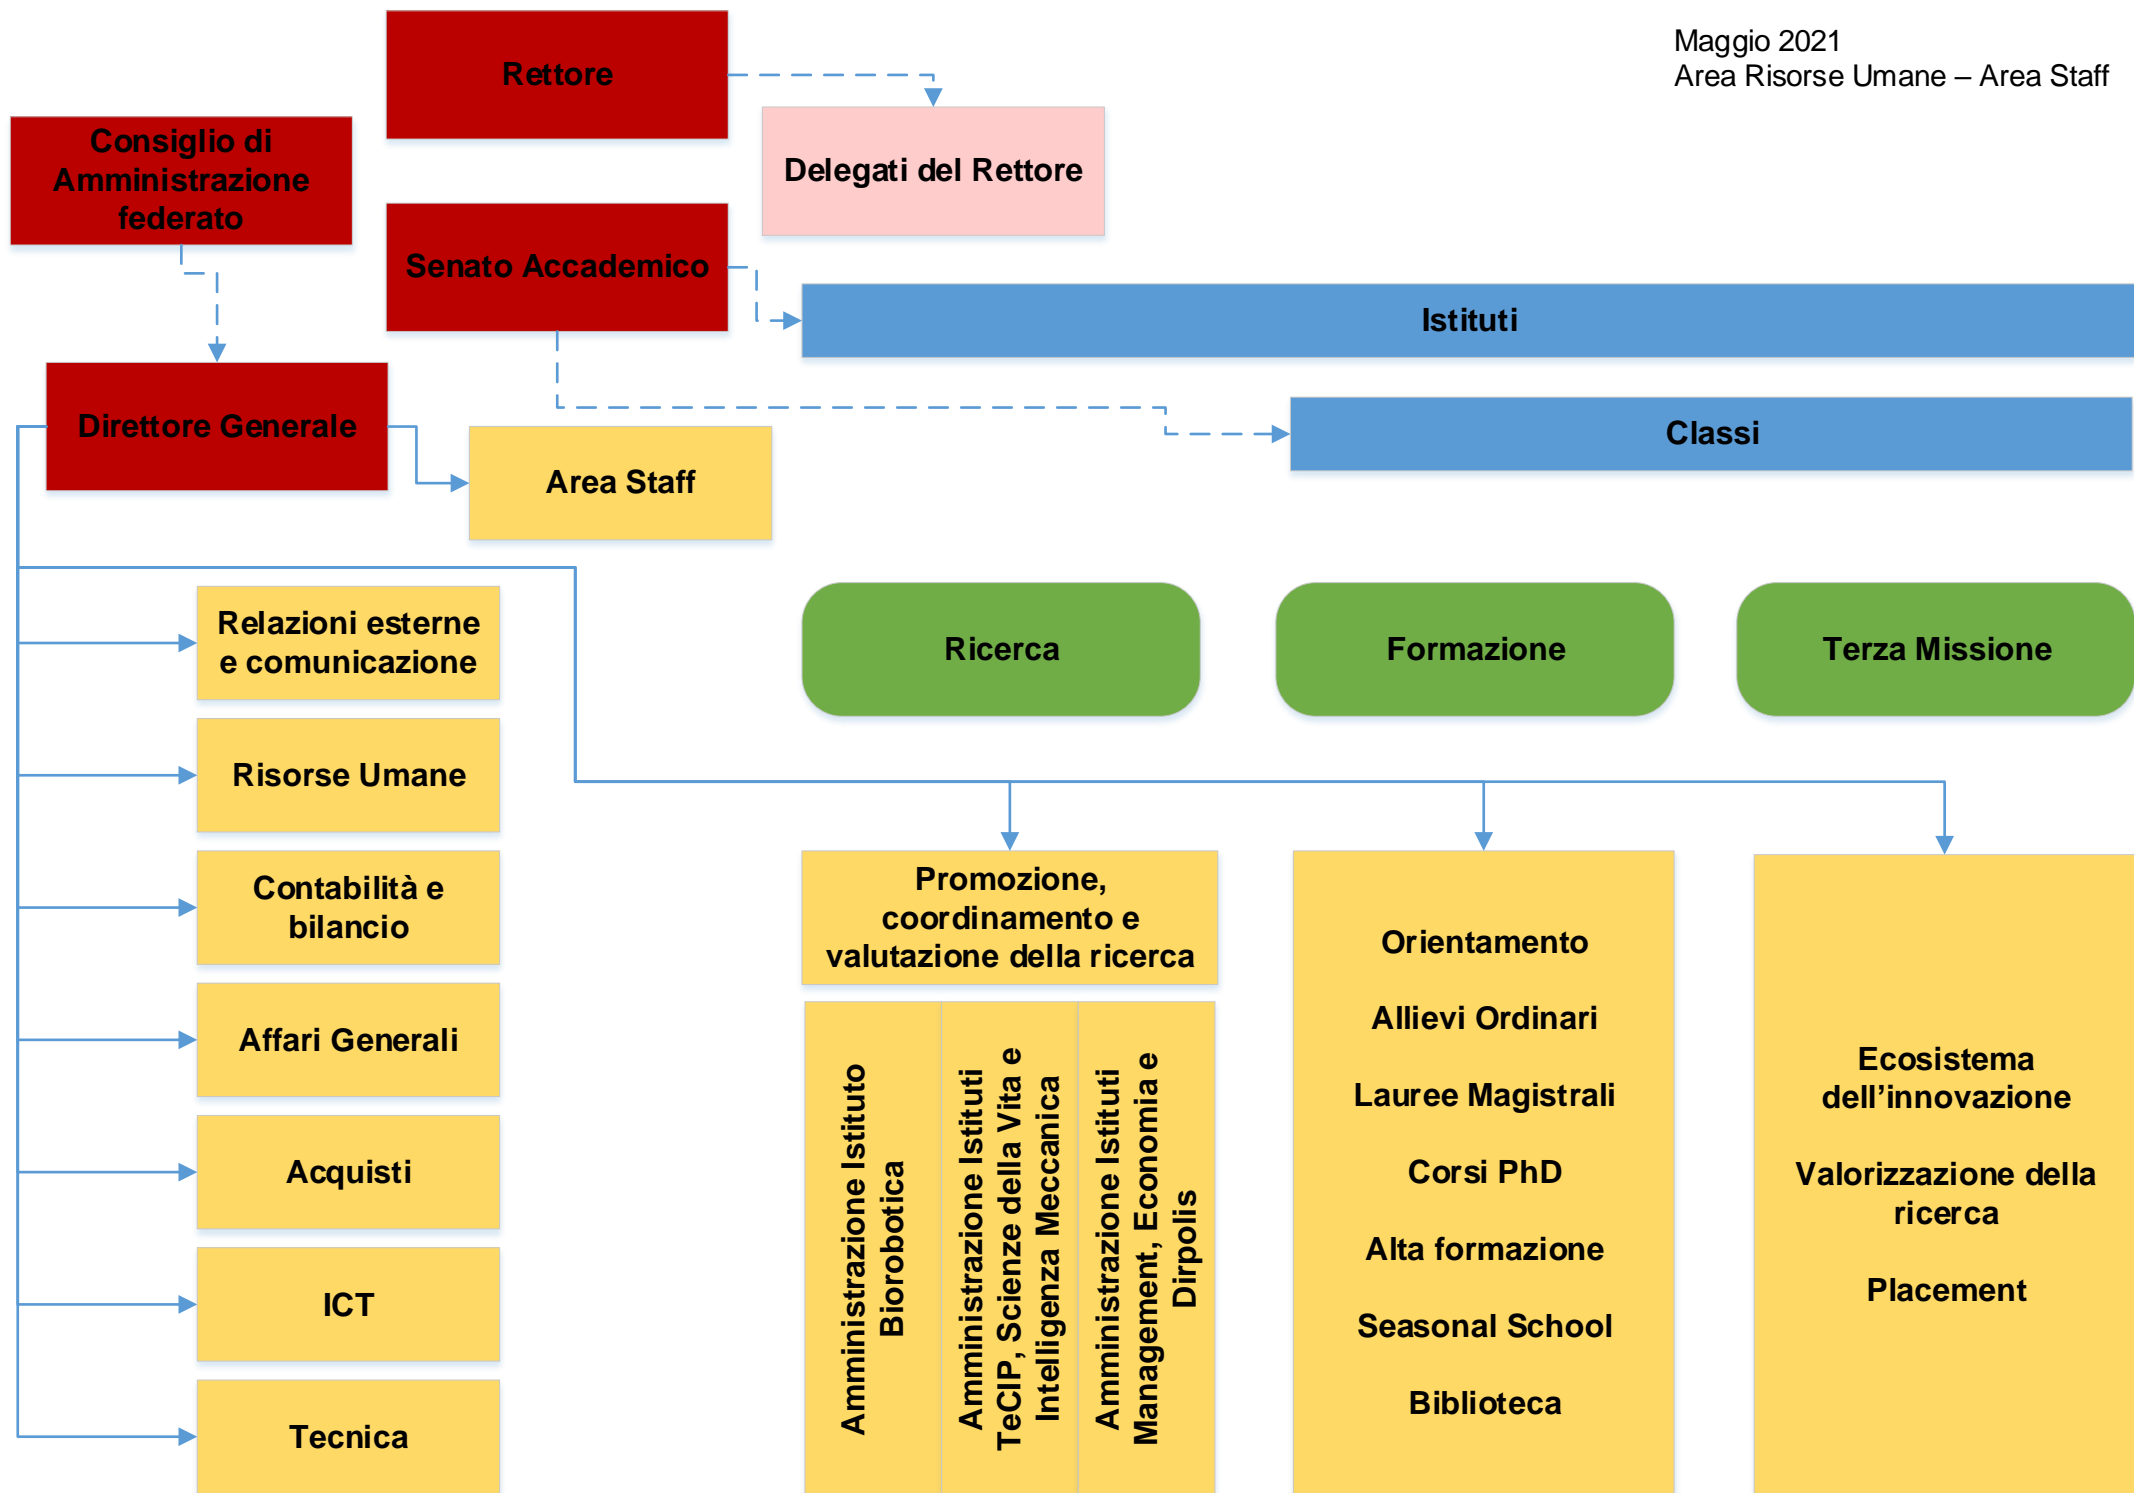 Maggio 2021
Area Risorse Umane – Area Staff
Rettore
Consiglio di
Amministrazione
federato
Delegati del Rettore
Senato Accademico
Istituti
Direttore Generale
Classi
Area Staff
Relazioni esterne
e comunicazione
Risorse Umane
Contabilità e
bilancio
Affari Generali
Acquisti
ICT
Tecnica
Ricerca
Formazione
Terza Missione
Promozione,
coordinamento e
valutazione della ricerca
Amministrazione Istituto
Biorobotica
Amministrazione Istituti
TeCIP, Scienze della Vita e
Intelligenza Meccanica
Amministrazione Istituti
Management, Economia e
Dirpolis
Orientamento
Allievi Ordinari
Lauree Magistrali
Corsi PhD
Alta formazione
Seasonal School
Biblioteca
Ecosistema
dell’innovazione
Valorizzazione della
ricerca
Placement